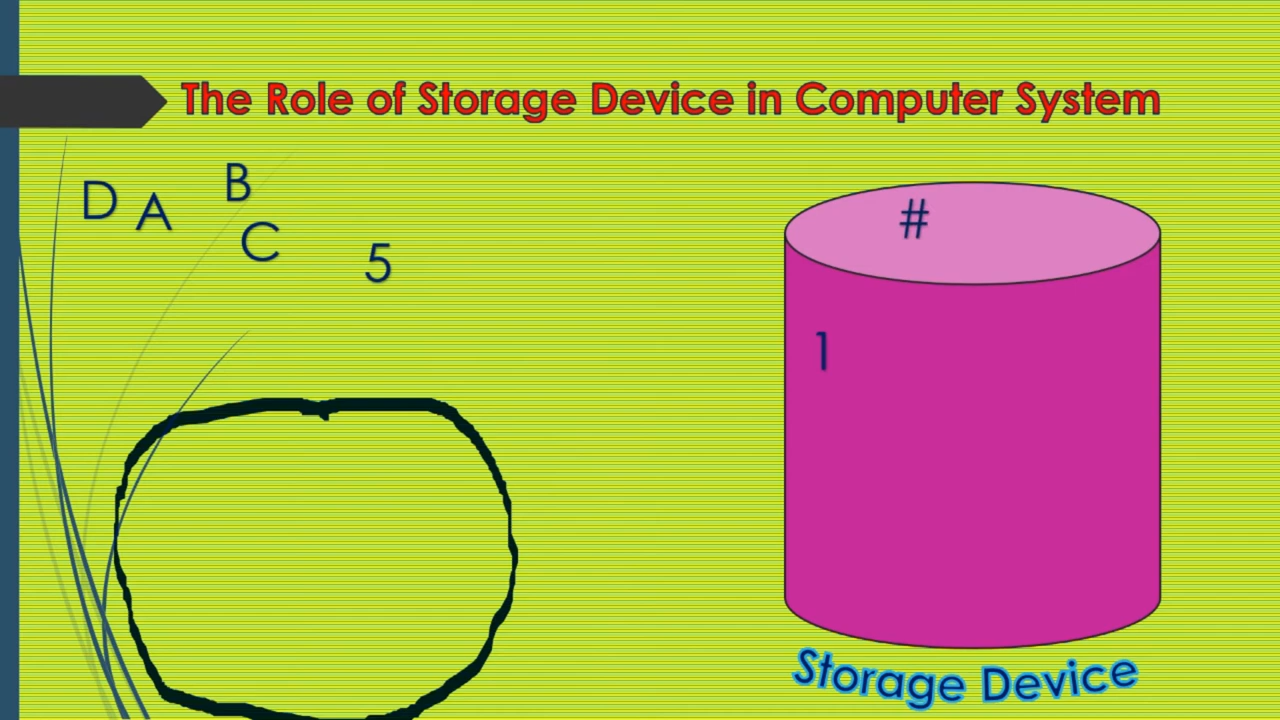 The Role of Storage Device in Computer System
D A B
C
5
#
1
Storage Device